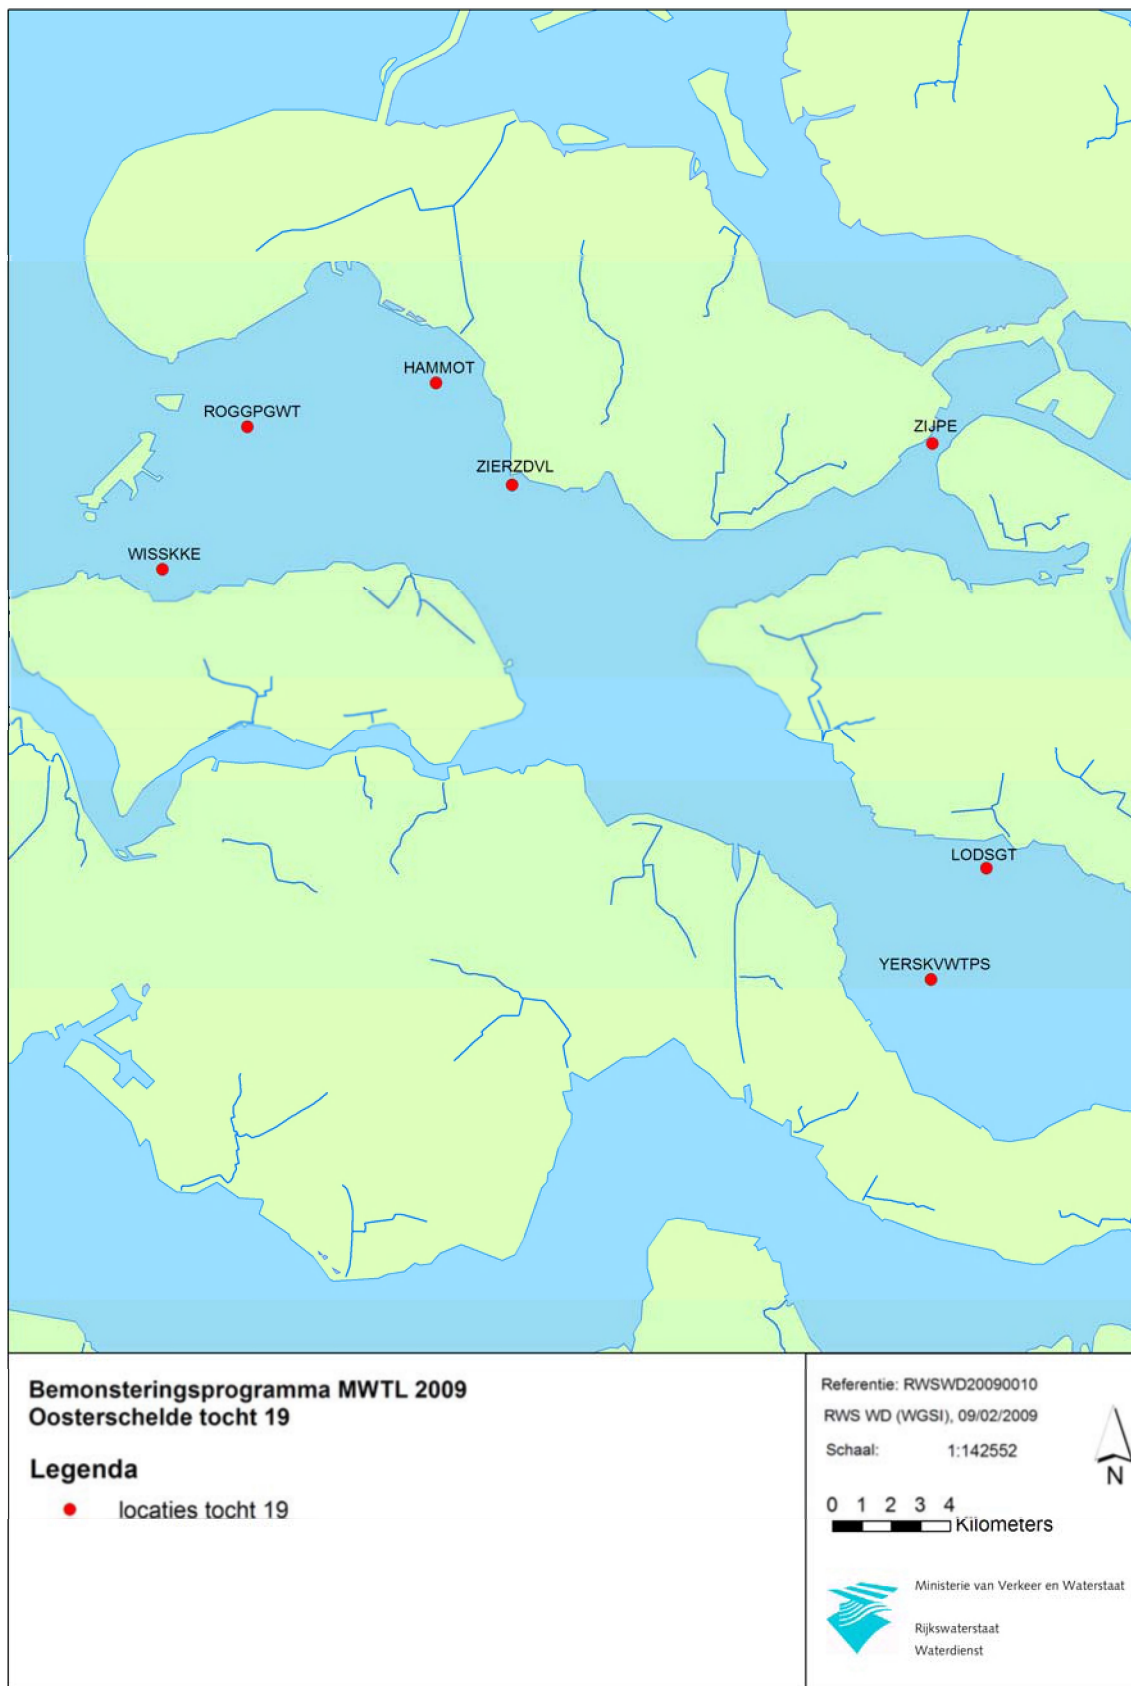 HAMMOT
ROGGPGWT
ZIJPE
ZIERZDVL
WISSKKE
LODSGT
YERSKVWTPS
Bemonsteringsprogramma MWTL 2009
Oosterschelde tocht 19
Legenda
locaties tocht 19
Referentie: RWSWD20090010
RWS WD (WGSI), 09/02/2009
Schaal: 1:142552
N
0 1 2 3 4
Kilometers
Ministerie van Verkeer en Waterstaat
Rijkswaterstaat
Waterdienst